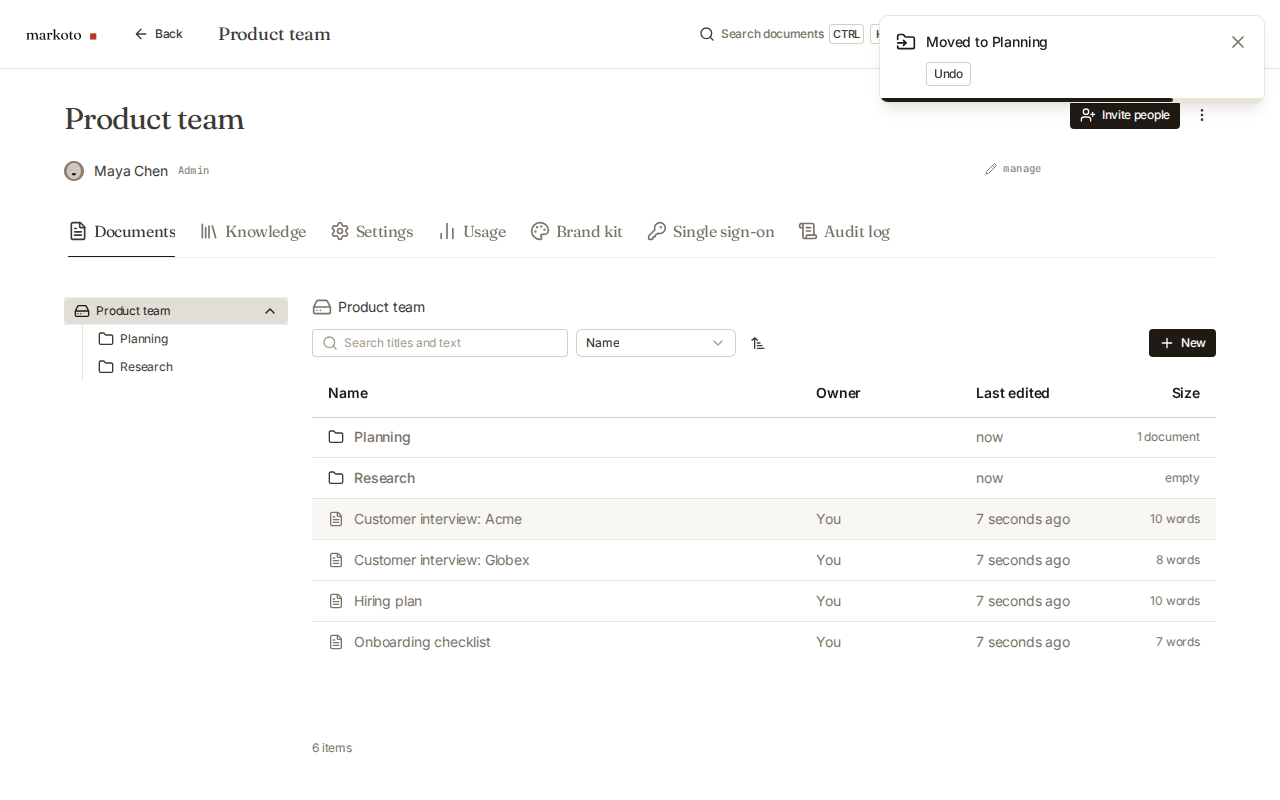 markoto
Back
Product team
Search documents CTRL
Moved to Planning
Undo
Product team
Invite people
Maya Chen Admin
manage
Documents Knowledge Settings Usage Brand kit Single sign-on Audit log
Product team
Planning
Research
Product team
Search titles and text
Name
New
Name Owner Last edited Size
Planning now 1 document
Research now empty
Customer interview: Acme You 7 seconds ago 10 words
Customer interview: Globex You 7 seconds ago 8 words
Hiring plan You 7 seconds ago 10 words
Onboarding checklist You 7 seconds ago 7 words
6 items